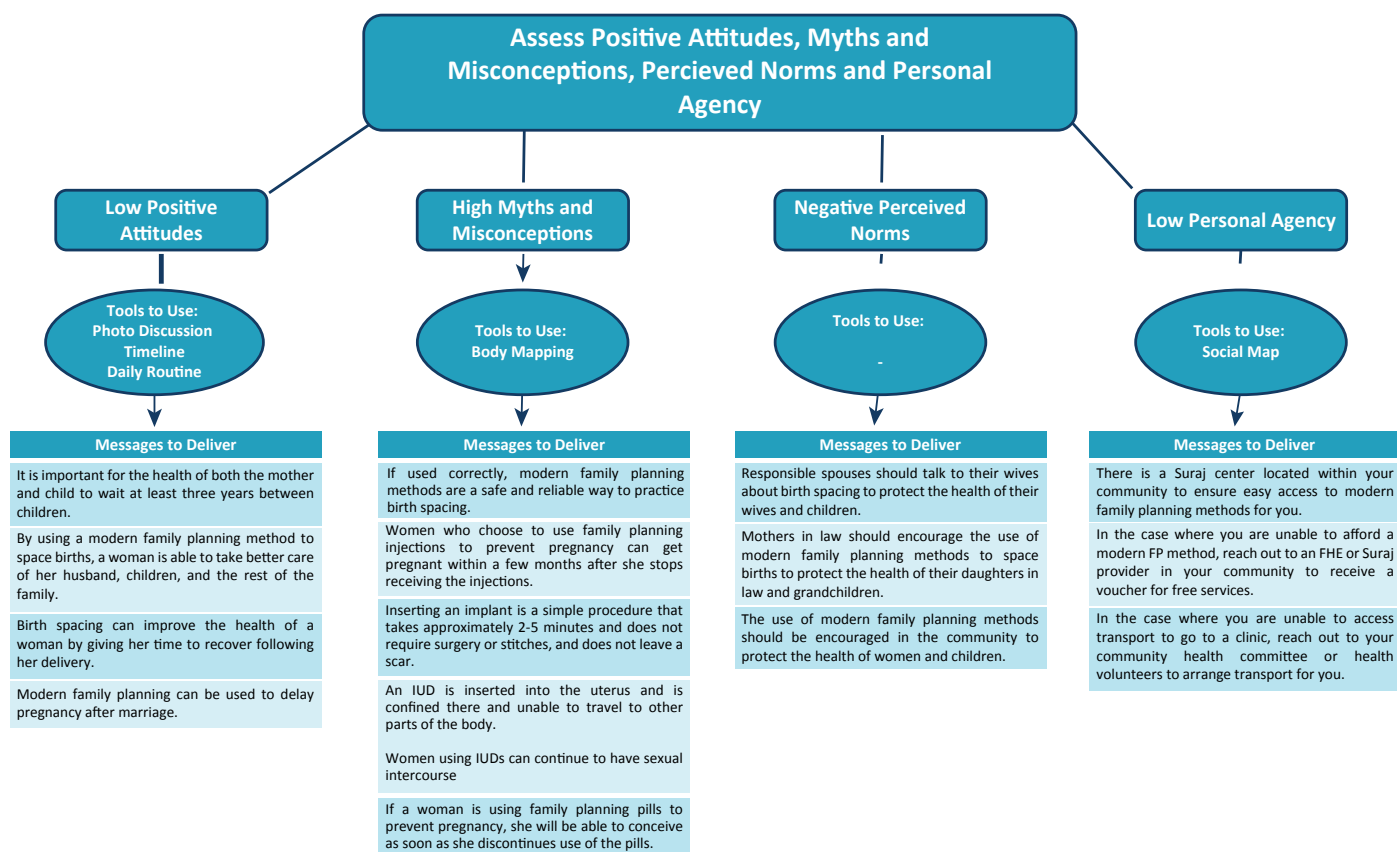 Assess Positive Attitudes, Myths and
Misconceptions, Percieved Norms and Personal
Agency
Low Positive
Attitudes
High Myths and
Misconceptions
Negative Perceived
Norms
Low Personal Agency
Tools to Use:
Photo Discussion
Timeline
Daily Routine
Tools to Use:
Body Mapping
Tools to Use:
-
Tools to Use:
Social Map
Messages to Deliver
It is important for the health of both the mother
and child to wait at least three years between
children.
By using a modern family planning method to
space births, a woman is able to take better care
of her husband, children, and the rest of the
family.
Birth spacing can improve the health of a
woman by giving her time to recover following
her delivery.
Modern family planning can be used to delay
pregnancy after marriage.
Messages to Deliver
If used correctly, modern family planning
methods are a safe and reliable way to practice
birth spacing.
Women who choose to use family planning
injections to prevent pregnancy can get
pregnant within a few months after she stops
receiving the injections.
Inserting an implant is a simple procedure that
takes approximately 2-5 minutes and does not
require surgery or stitches, and does not leave a
scar.
An IUD is inserted into the uterus and is
confined there and unable to travel to other
parts of the body.
Women using IUDs can continue to have sexual
intercourse
If a woman is using family planning pills to
prevent pregnancy, she will be able to conceive
as soon as she discontinues use of the pills.
Messages to Deliver
Responsible spouses should talk to their wives
about birth spacing to protect the health of their
wives and children.
Mothers in law should encourage the use of
modern family planning methods to space
births to protect the health of their daughters in
law and grandchildren.
The use of modern family planning methods
should be encouraged in the community to
protect the health of women and children.
Messages to Deliver
There is a Suraj center located within your
community to ensure easy access to modern
family planning methods for you.
In the case where you are unable to afford a
modern FP method, reach out to an FHE or Suraj
provider in your community to receive a
voucher for free services.
In the case where you are unable to access
transport to go to a clinic, reach out to your
community health committee or health
volunteers to arrange transport for you.